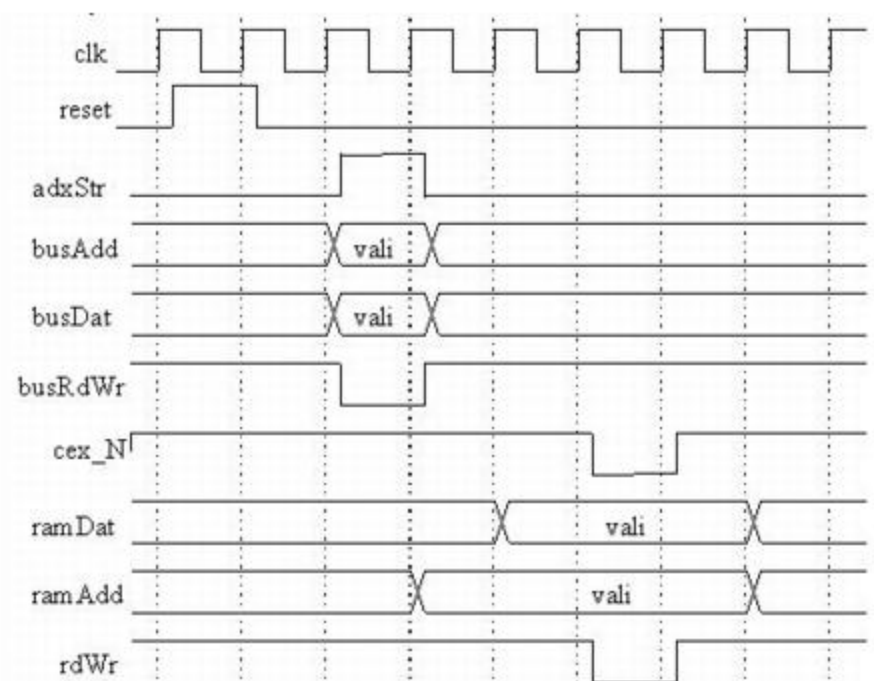 clk
reset
adxStr
busAdd vali
busDat vali
busRdWr
cex_N
ramDat vali
ramAdd vali
rdWr